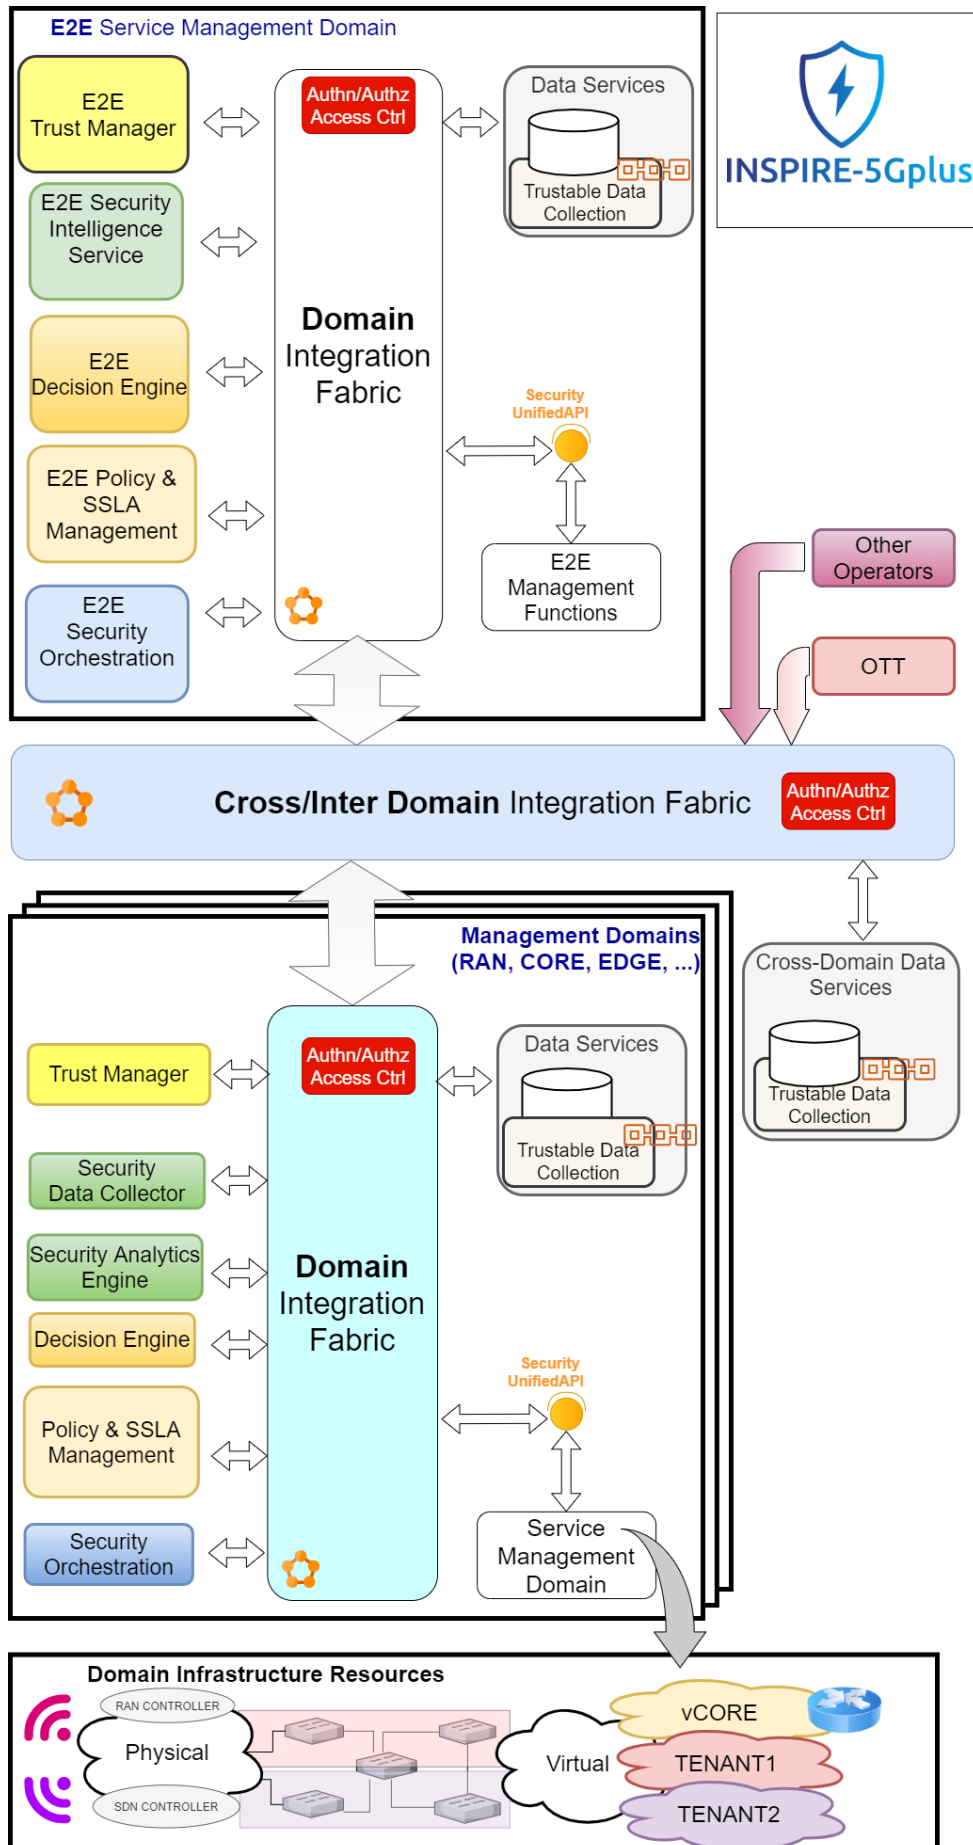 E2E Service Management Domain
INSPIRE-5Gplus
E2E
Trust Manager
Authn/Authz
Access Ctrl
Data Services
Trustable Data
Collection
E2E Security
Intelligence
Service
Domain
Integration
Fabric
E2E
Decision Engine
Security
UnifiedAPI
E2E Policy &
SSLA
Management
E2E
Management
Functions
E2E
Security
Orchestration
Other
Operators
OTT
Cross/Inter Domain Integration Fabric
Authn/Authz
Access Ctrl
Management Domains
(RAN, CORE, EDGE, ...)
Cross-Domain Data
Services
Trustable Data
Collection
Trust Manager
Authn/Authz
Access Ctrl
Data Services
Trustable Data
Collection
Security
Data Collector
Security Analytics
Engine
Domain
Integration
Fabric
Decision Engine
Security
UnifiedAPI
Policy & SSLA
Management
Service
Management
Domain
Security
Orchestration
Domain Infrastructure Resources
RAN CONTROLLER
Physical
SDN CONTROLLER
Virtual
vCORE
TENANT1
TENANT2